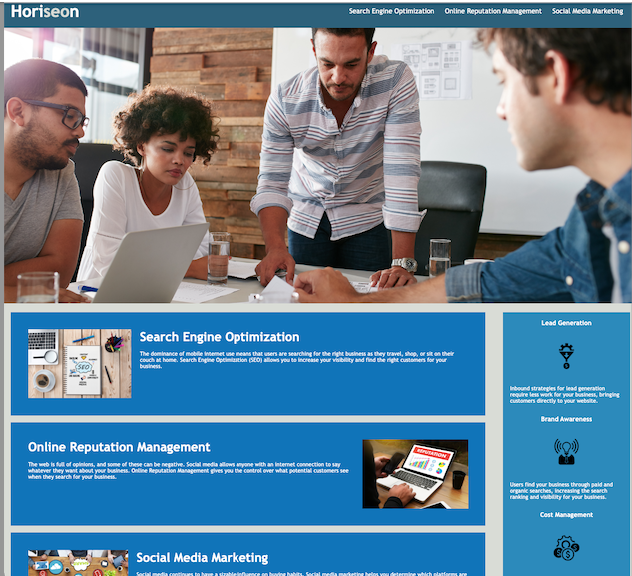 Horiseon
Search Engine Optimization Online Reputation Management Social Media Marketing
Search Engine Optimization
The dominance of mobile internet use means that users are searching for the right business as they travel, shop, or sit on their
couch at home. Search Engine Optimization (SEO) allows you to increase your visibility and find the right customers for your
business.
SEO
Online Reputation Management
The web is full of opinions, and some of these can be negative. Social media allows anyone with an internet connection to say
whatever they want about your business. Online Reputation Management gives you the control over what potential customers see
when they search for your business.
REPUTATION
Social Media Marketing
Social media continues to have a sizable influence on buying habits. Social media marketing helps you determine which platforms are
Lead Generation
Inbound strategies for lead generation
require less work for your business, bringing
customers directly to your website.
Brand Awareness
Users find your business through paid and
organic searches, increasing the search
ranking and visibility for your business.
Cost Management